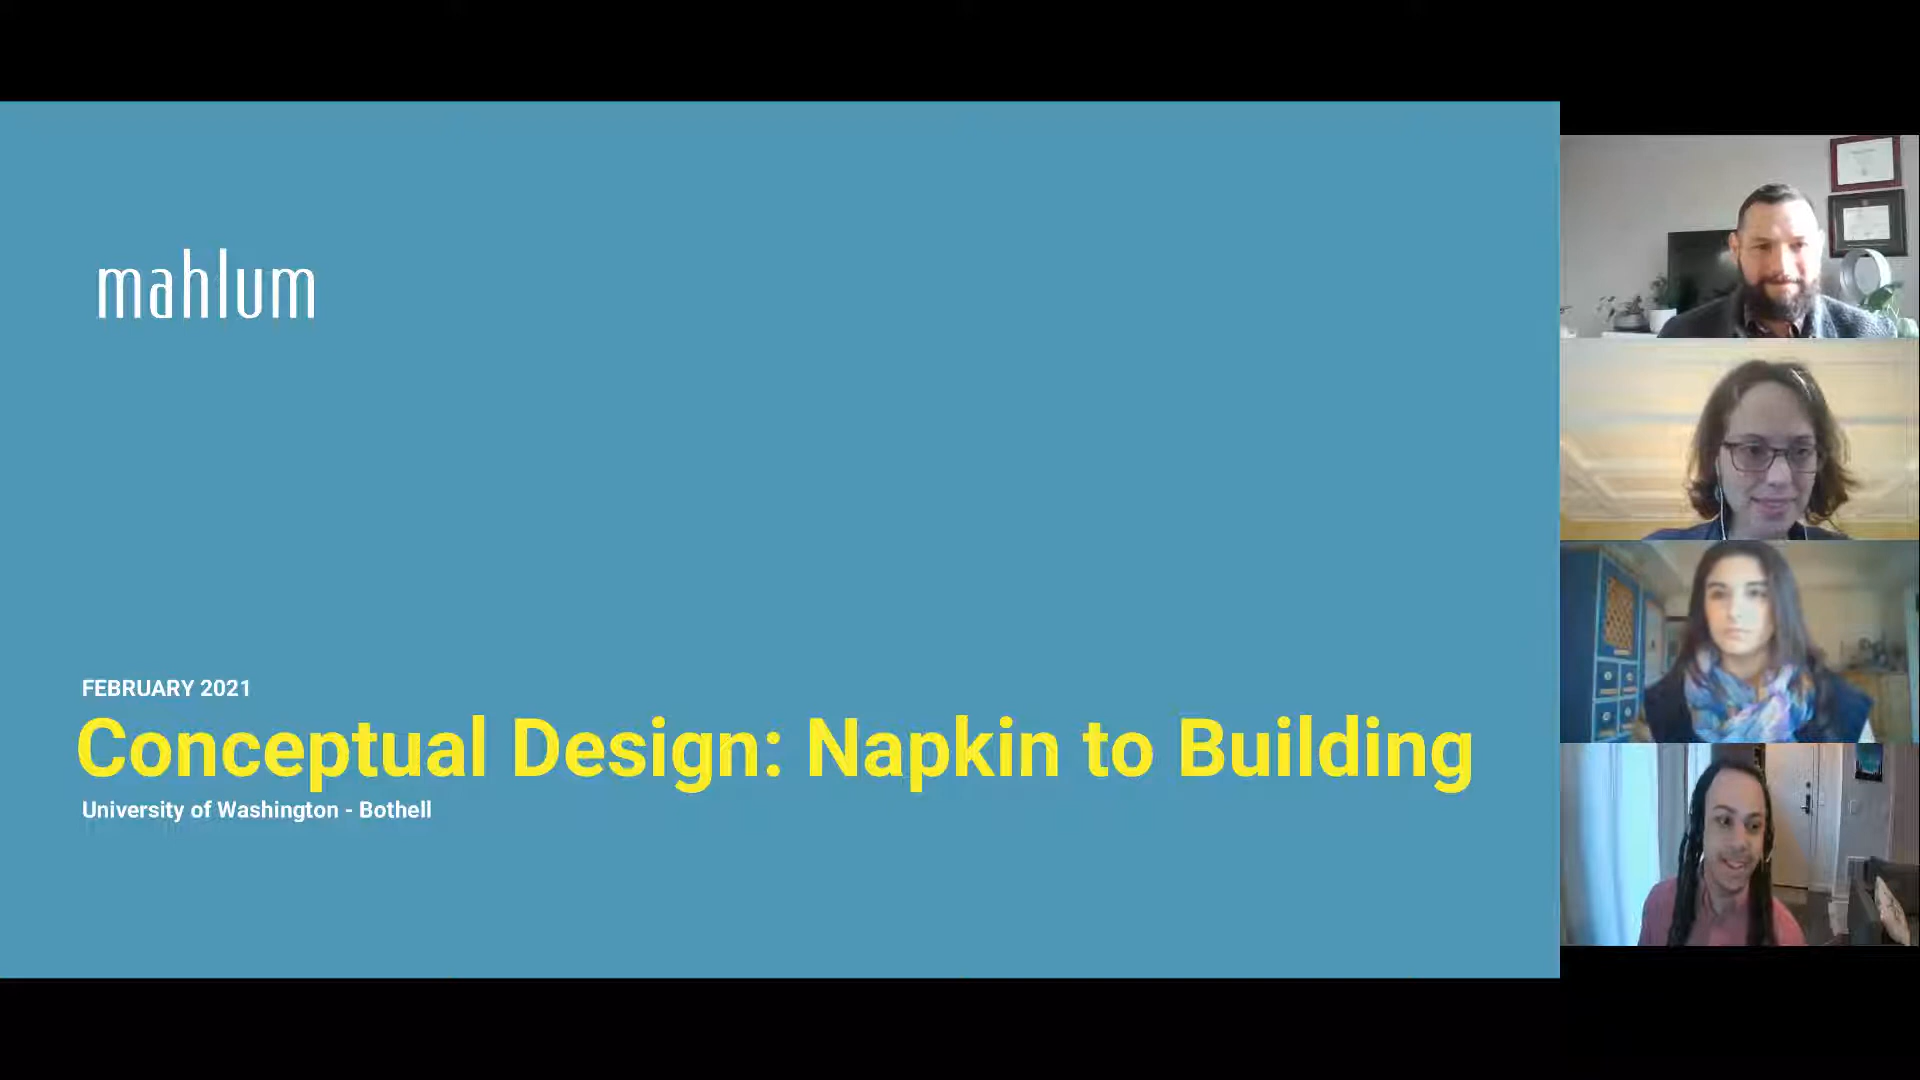 mahlum
FEBRUARY 2021
Conceptual Design: Napkin to Building
University of Washington - Bothell